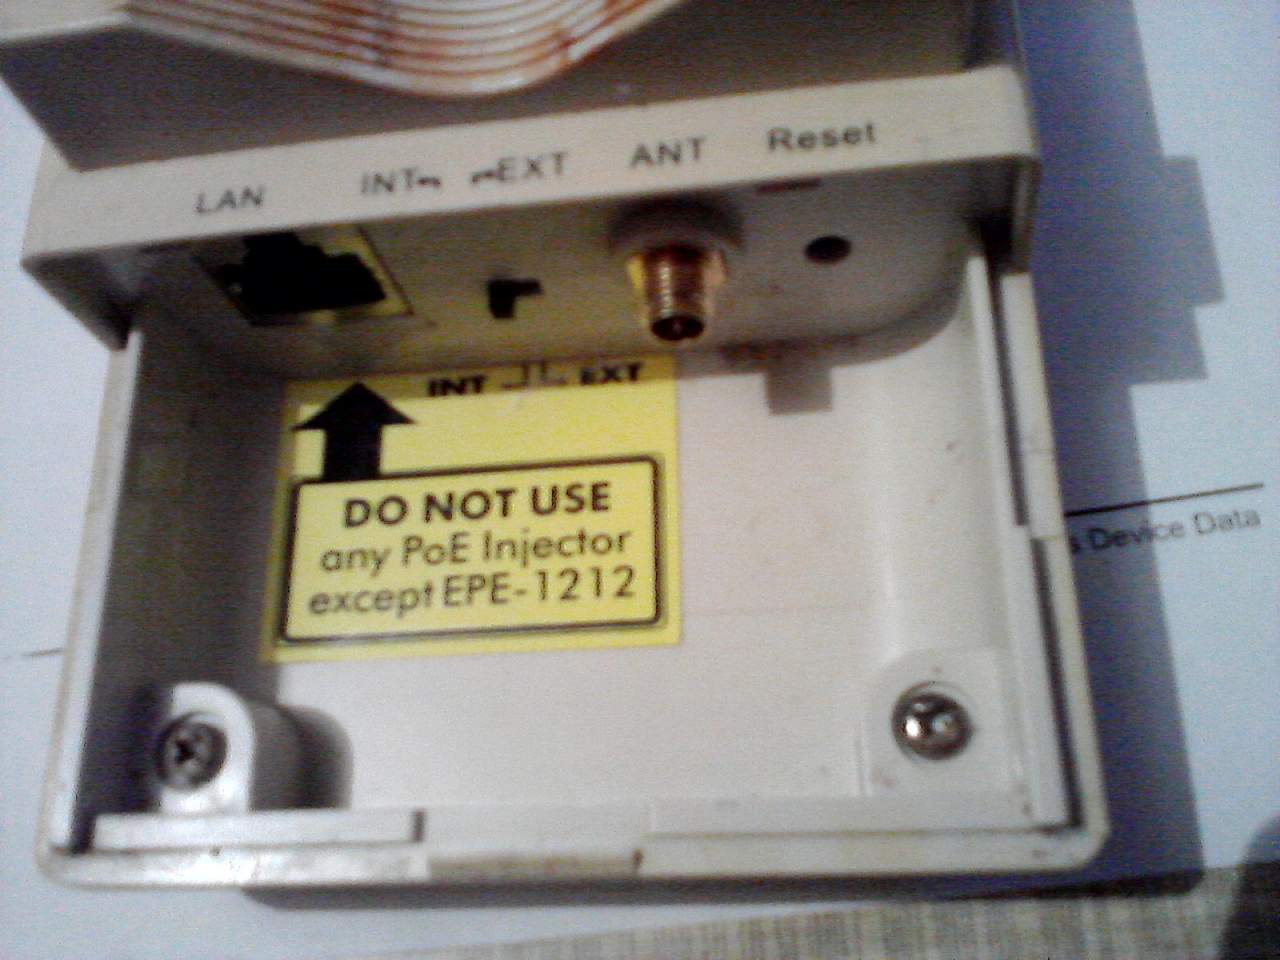 LAN INT EXT ANT Reset
INT EXT
DO NOT USE
any PoE Injector
except EPE-1212
Device Data